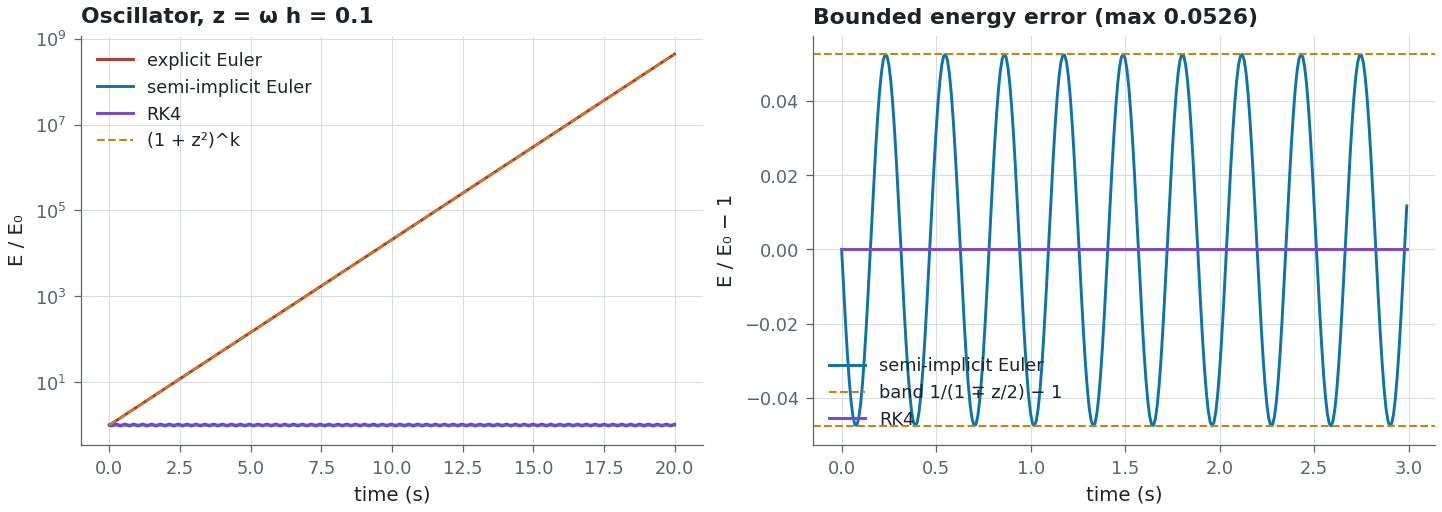 Oscillator, z = ω h = 0.1
E / E₀
10⁹
10⁷
10⁵
10³
10¹
explicit Euler
semi-implicit Euler
RK4
(1 + z²)^k
0.0 2.5 5.0 7.5 10.0 12.5 15.0 17.5 20.0
time (s)
Bounded energy error (max 0.0526)
E / E₀ − 1
0.04
0.02
0.00
−0.02
−0.04
semi-implicit Euler
band 1/(1 ∓ z/2) − 1
RK4
0.0 0.5 1.0 1.5 2.0 2.5 3.0
time (s)